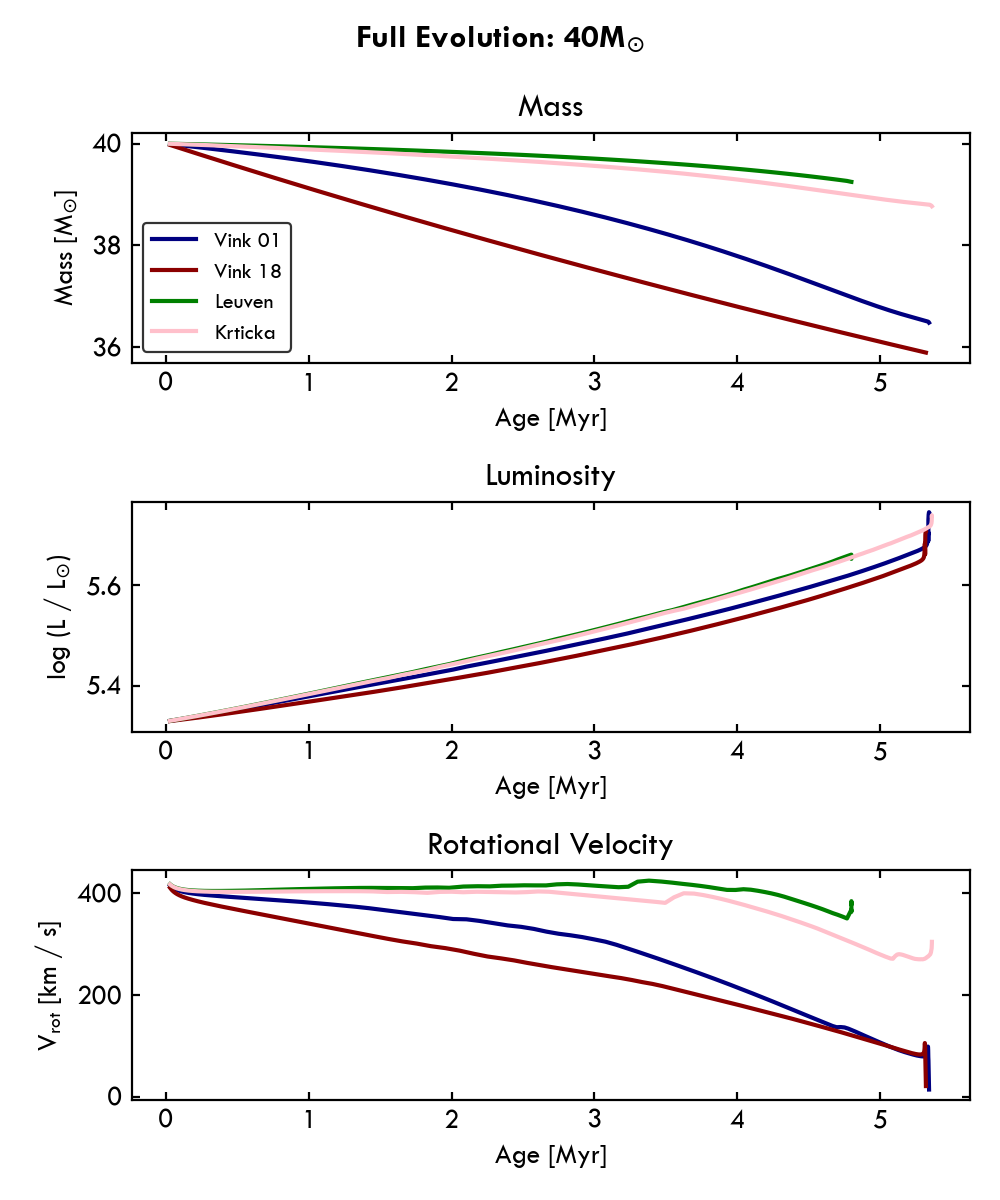 Full Evolution: 40M☉
Mass
Mass [M☉]
40
38
36
Vink 01
Vink 18
Leuven
Krticka
0 1 2 3 4 5
Age [Myr]
Luminosity
log (L / L☉)
5.6
5.4
0 1 2 3 4 5
Age [Myr]
Rotational Velocity
Vrot [km / s]
400
200
0
0 1 2 3 4 5
Age [Myr]